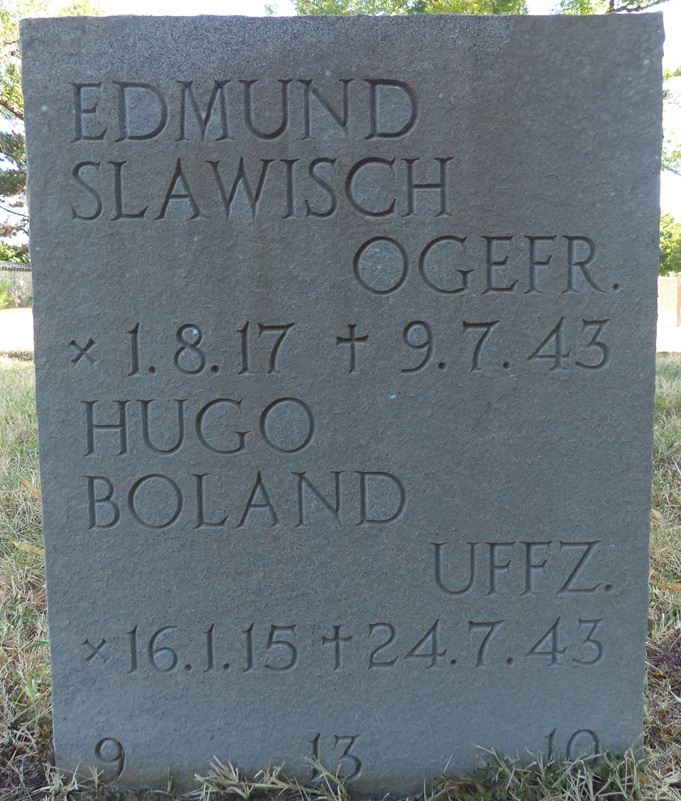 EDMUND
SLAWISCH
OGEFR.
× 1.8.17 † 9.7.43
HUGO
BOLAND
UFFZ.
× 16.1.15 † 24.7.43
9 13 10